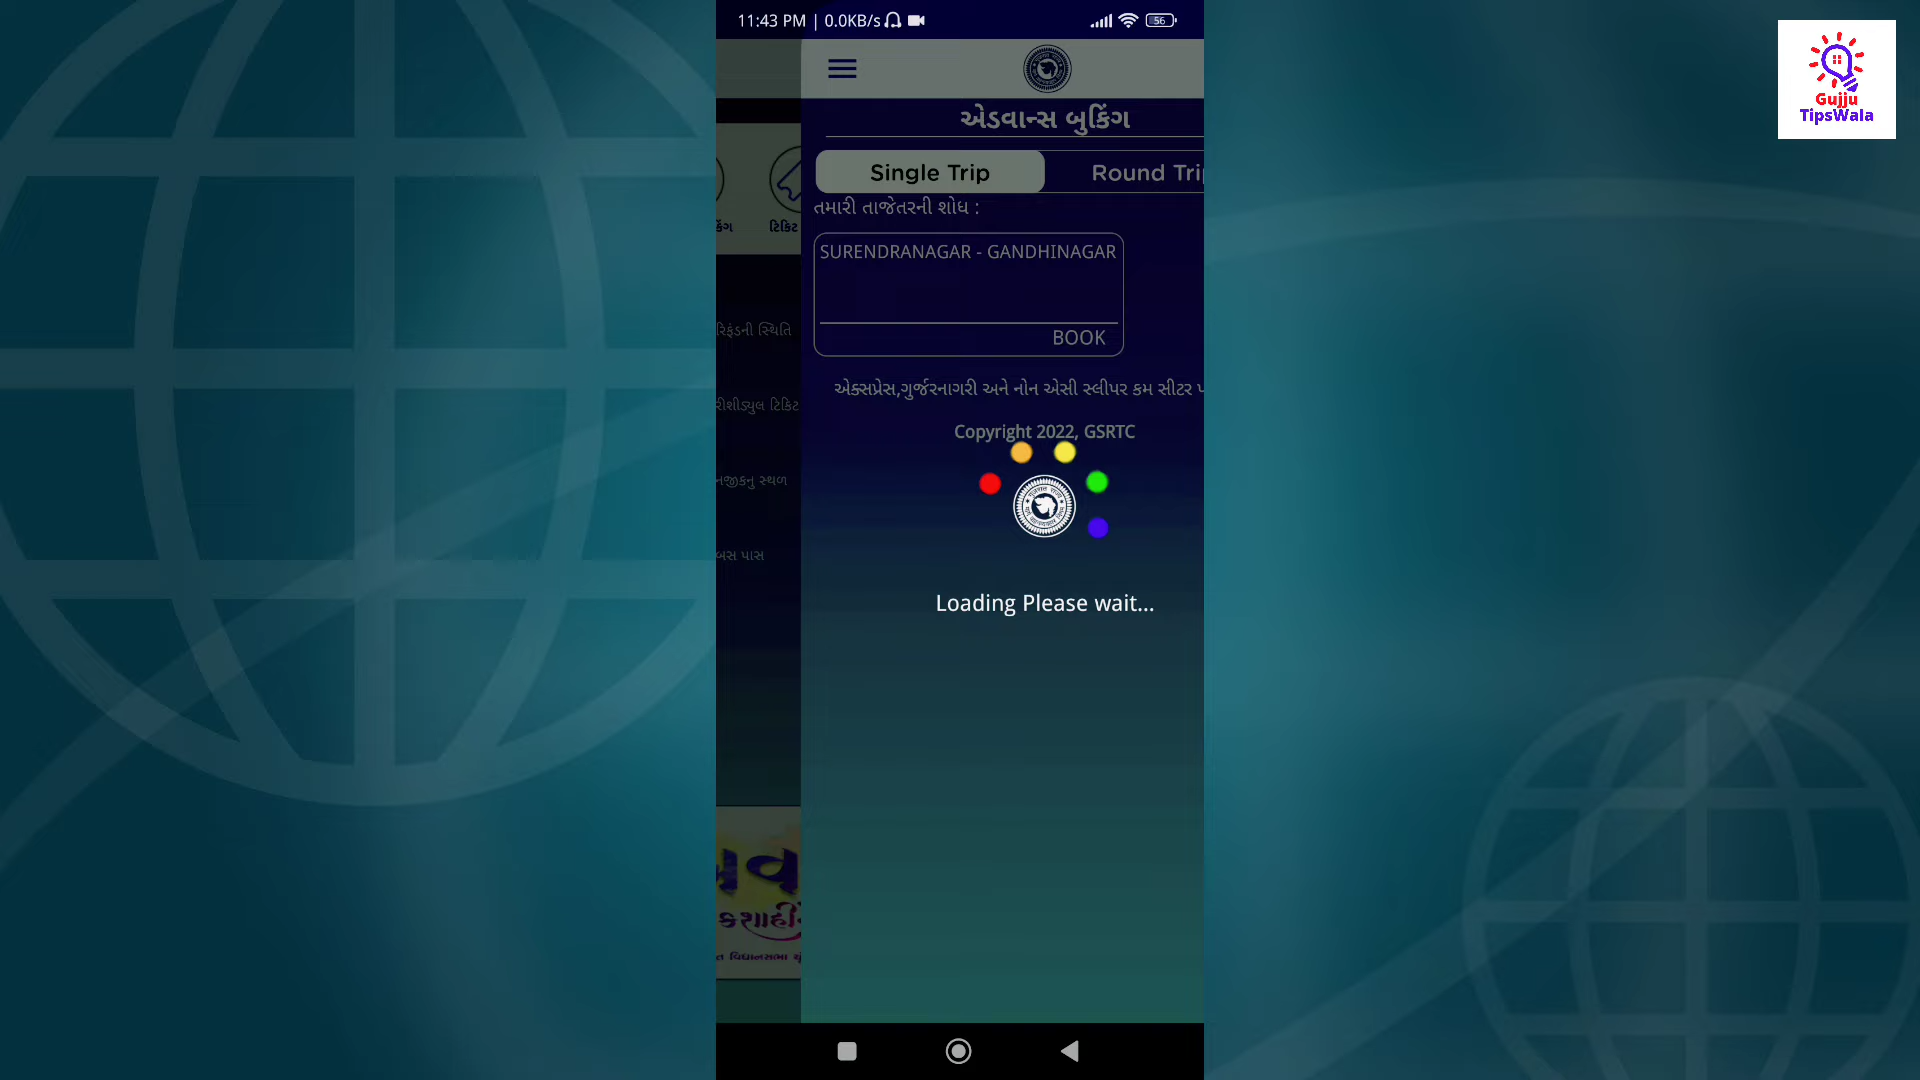 11:43 PM | 0.0KB/s
56
Gujju
TipsWala
એડવાન્સ બુકિંગ
Single Trip
Round Tri
તમારી તાજેતરની શોધ :
ટિકિટ
SURENDRANAGAR - GANDHINAGAR
BOOK
રિફંડની સ્થિતિ
એક્સપ્રેસ,ગુર્જરનાગરી અને નોન એસી સ્લીપર કમ સીટર
રીશીડ્યુલ ટિકિટ
Copyright 2022, GSRTC
નજીકનુ સ્થળ
બસ પાસ
Loading Please wait...